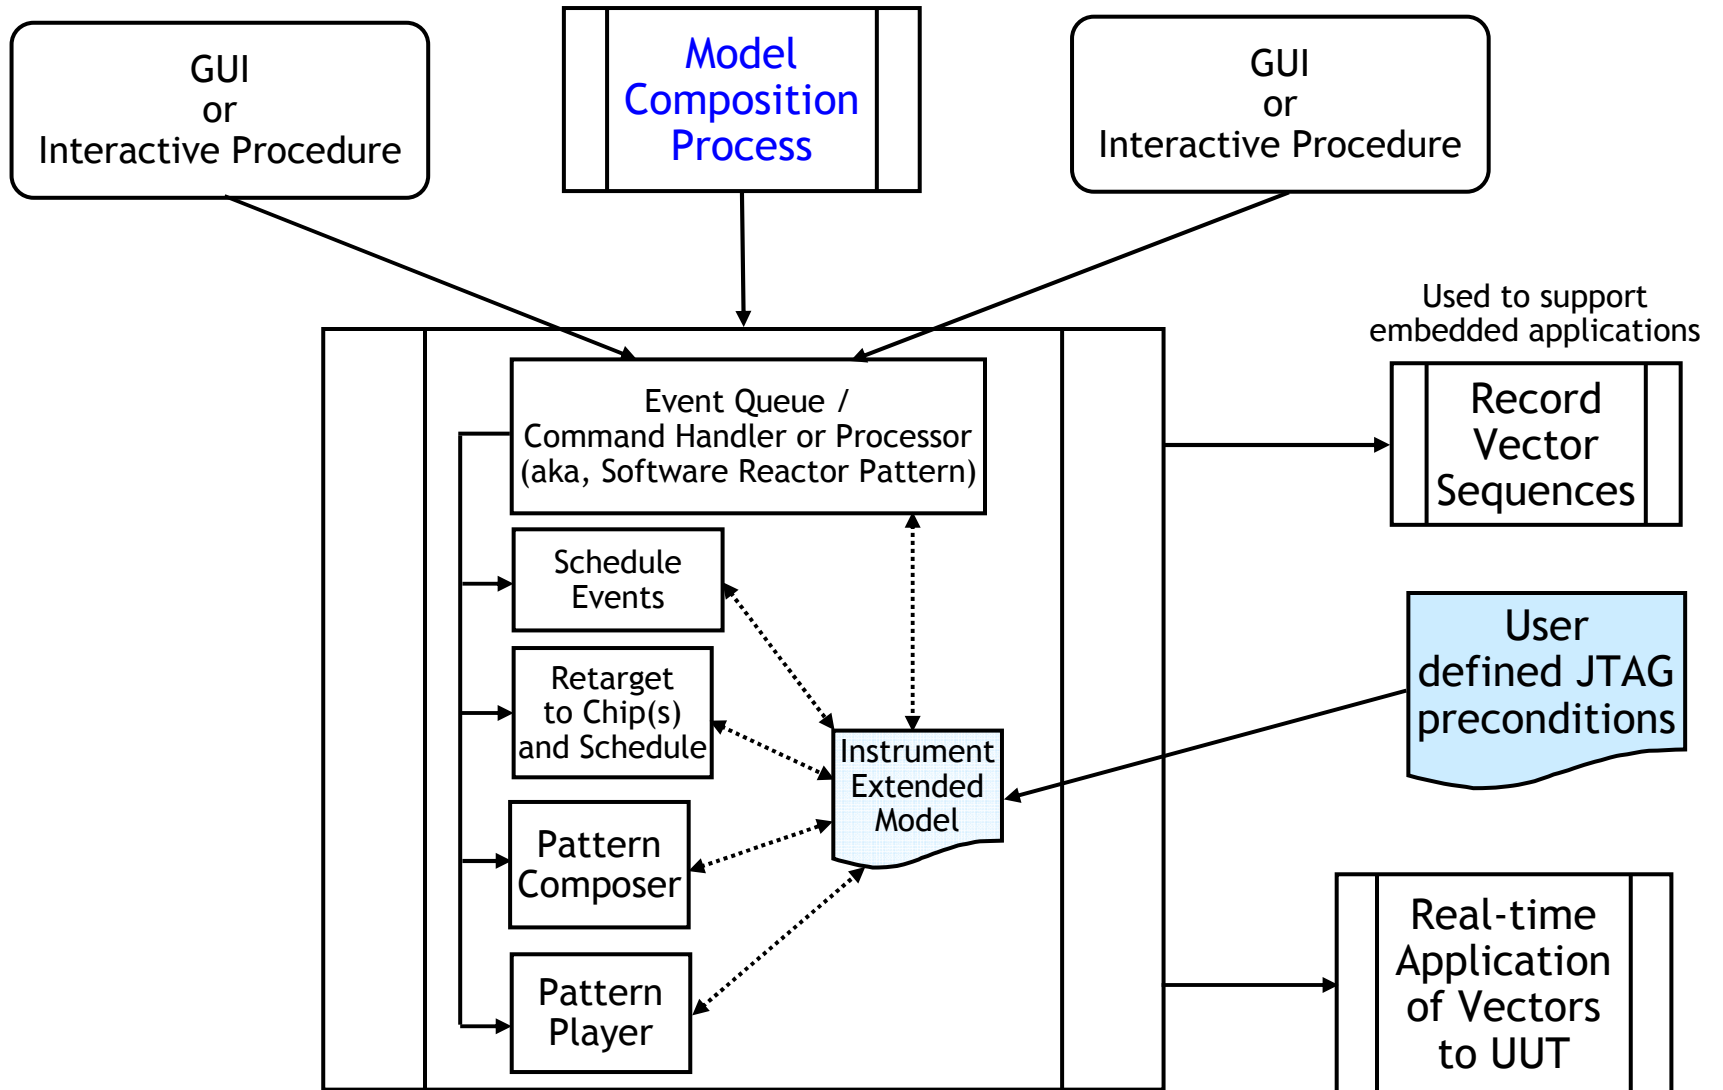 GUI
or
Interactive Procedure
Model
Composition
Process
GUI
or
Interactive Procedure
Used to support
embedded applications
Record
Vector
Sequences
Event Queue /
Command Handler or Processor
(aka, Software Reactor Pattern)
Schedule
Events
Retarget
to Chip(s)
and Schedule
Instrument
Extended
Model
User
defined JTAG
preconditions
Pattern
Composer
Pattern
Player
Real-time
Application
of Vectors
to UUT